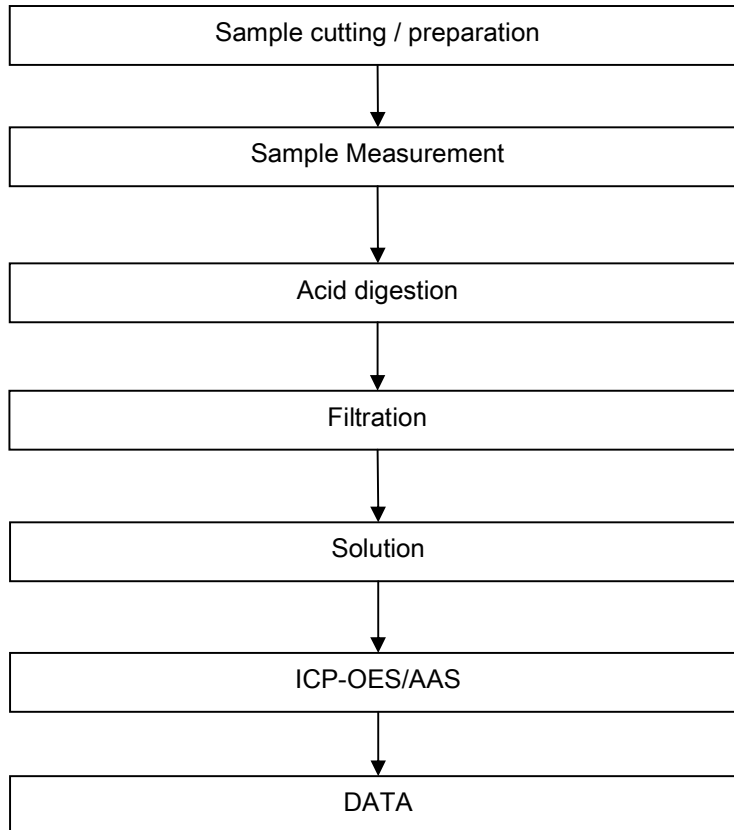 Sample cutting / preparation
Sample Measurement
Acid digestion
Filtration
Solution
ICP-OES/AAS
DATA